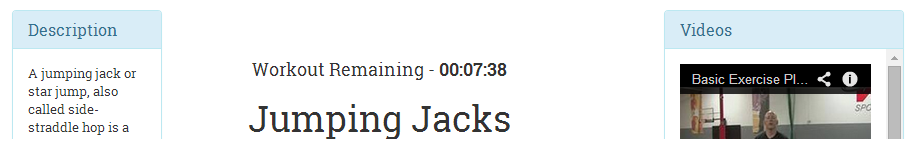 Description
A jumping jack or
star jump, also
called side-
straddle hop is a
Workout Remaining - 00:07:38
Jumping Jacks
Videos
Basic Exercise Pl...
SPO